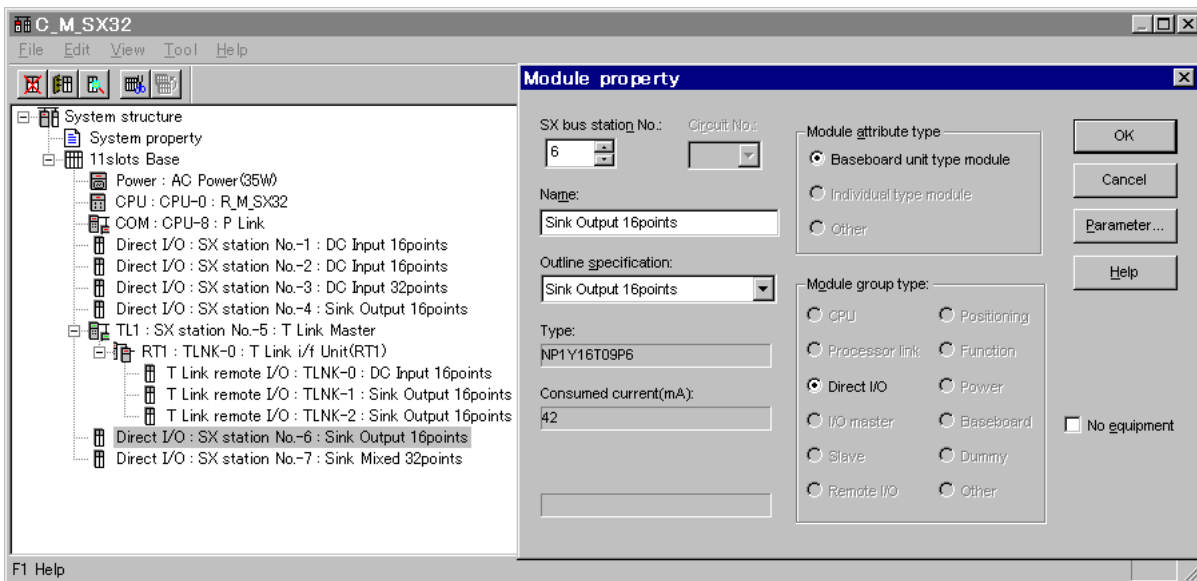 C_M_SX32
File Edit View Tool Help
System structure
System property
11slots Base
Power : AC Power(35W)
CPU : CPU-0 : R_M_SX32
COM : CPU-8 : P Link
Direct I/O : SX station No.-1 : DC Input 16points
Direct I/O : SX station No.-2 : DC Input 16points
Direct I/O : SX station No.-3 : DC Input 32points
Direct I/O : SX station No.-4 : Sink Output 16points
TL1 : SX station No.-5 : T Link Master
RT1 : TLNK-0 : T Link i/f Unit(RT1)
T Link remote I/O : TLNK-0 : DC Input 16points
T Link remote I/O : TLNK-1 : Sink Output 16points
T Link remote I/O : TLNK-2 : Sink Output 16points
Direct I/O : SX station No.-6 : Sink Output 16points
Direct I/O : SX station No.-7 : Sink Mixed 32points
F1 Help
Module property
SX bus station No.: Circuit No.:
6
Name:
Sink Output 16points
Outline specification:
Sink Output 16points
Type:
NP1Y16T09P6
Consumed current(mA):
42
Module attribute type
Baseboard unit type module
Individual type module
Other
Module group type:
CPU Positioning
Processor link Function
Direct I/O Power
I/O master Baseboard
Slave Dummy
Remote I/O Other
OK
Cancel
Parameter...
Help
No equipment